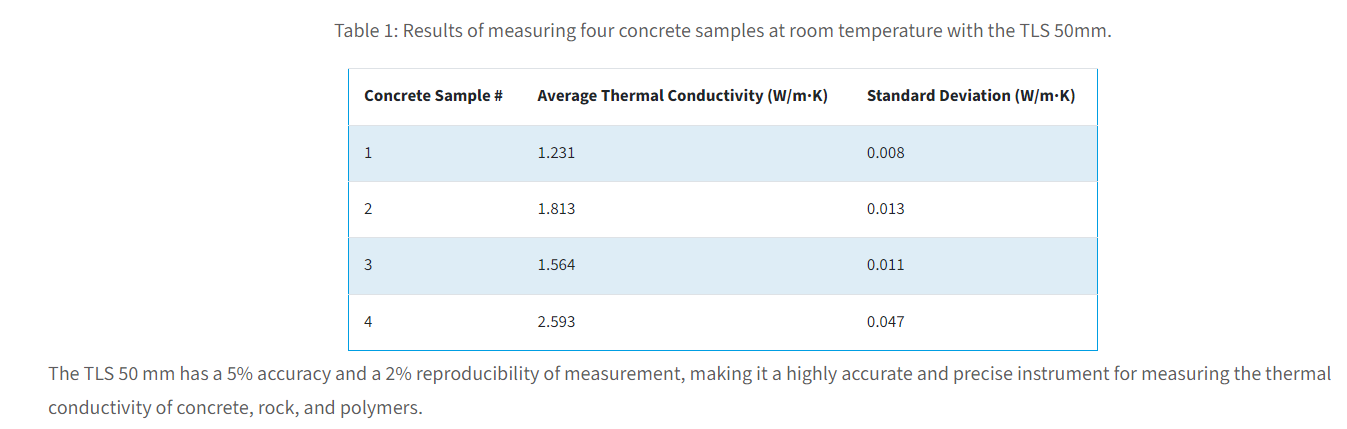 Table 1: Results of measuring four concrete samples at room temperature with the TLS 50mm.
Concrete Sample # Average Thermal Conductivity (W/m·K) Standard Deviation (W/m·K)
1 1.231 0.008
2 1.813 0.013
3 1.564 0.011
4 2.593 0.047
The TLS 50 mm has a 5% accuracy and a 2% reproducibility of measurement, making it a highly accurate and precise instrument for measuring the thermal
conductivity of concrete, rock, and polymers.